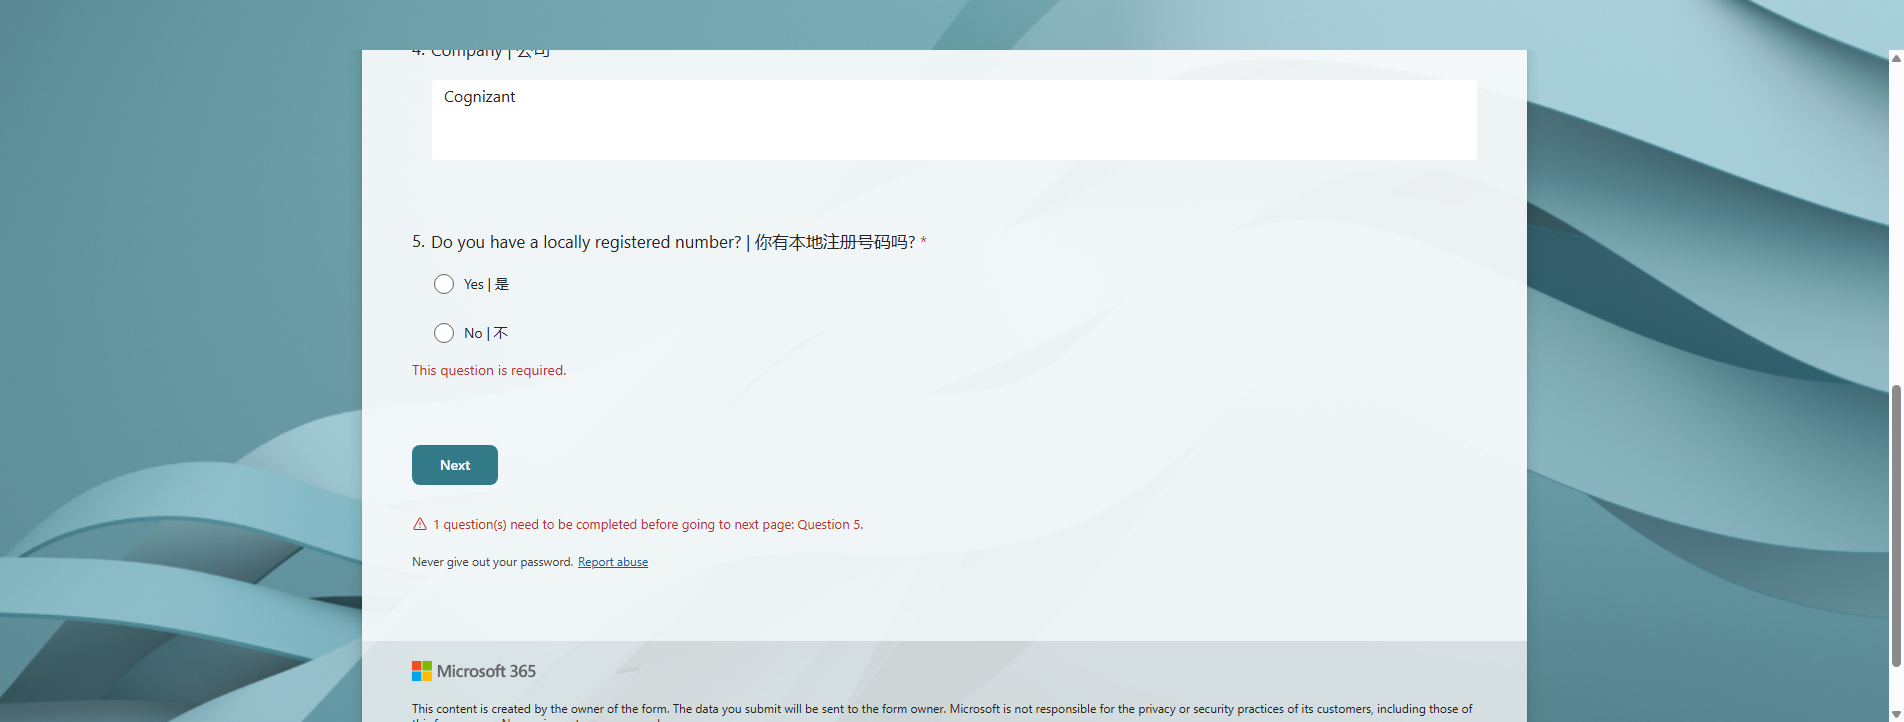 4. Company | 公司
Cognizant
5. Do you have a locally registered number? | 你有本地注册号码吗? *
Yes | 是
No | 不
This question is required.
Next
1 question(s) need to be completed before going to next page: Question 5.
Never give out your password. Report abuse
Microsoft 365
This content is created by the owner of the form. The data you submit will be sent to the form owner. Microsoft is not responsible for the privacy or security practices of its customers, including those of